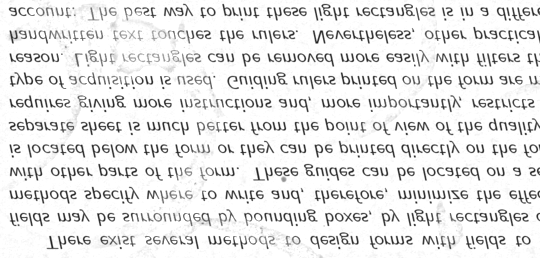 There exist several methods to design forms with fields to
fields may be surrounded by bounding boxes, by light rectangles
methods specify where to write and, therefore, minimize the effe
with other parts of the form. These guides can be located on a se
is located below the form or they can be printed directly on the fo
separate sheet is much better from the point of view of the quality
requires giving more instructions and, more importantly, restricts
type of acquisition is used. Guiding rulers printed on the form are
reason. Light rectangles can be removed more easily with filters th
handwritten text touches the rulers. Nevertheless, other practical
account: The best way to print these light rectangles is in a differe